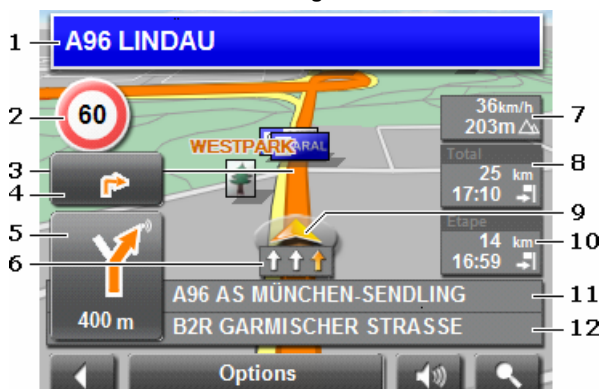 1
A96 LINDAU
2
60
36km/h
203m
7
WESTPARK
ARAL
3
4
Total
25 km
17:10
8
5
9
Etape
14 km
16:59
10
6
400 m
A96 AS MÜNCHEN-SENDLING
11
B2R GARMISCHER STRASSE
12
Options